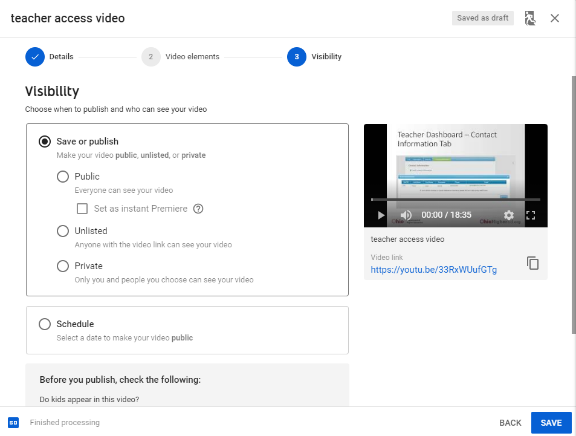 teacher access video
Saved as draft
Details
2
Video elements
3
Visibility
Visibility
Choose when to publish and who can see your video
Save or publish
Make your video public, unlisted, or private
Public
Everyone can see your video
Set as instant Premiere
Unlisted
Anyone with the video link can see your video
Private
Only you and people you choose can see your video
Schedule
Select a date to make your video public
Before you publish, check the following:
Do kids appear in this video?
Teacher Dashboard – Contact
Information Tab
00:00 / 18:35
teacher access video
Video link
https://youtu.be/33RxWUufGTg
SD
Finished processing
BACK
SAVE